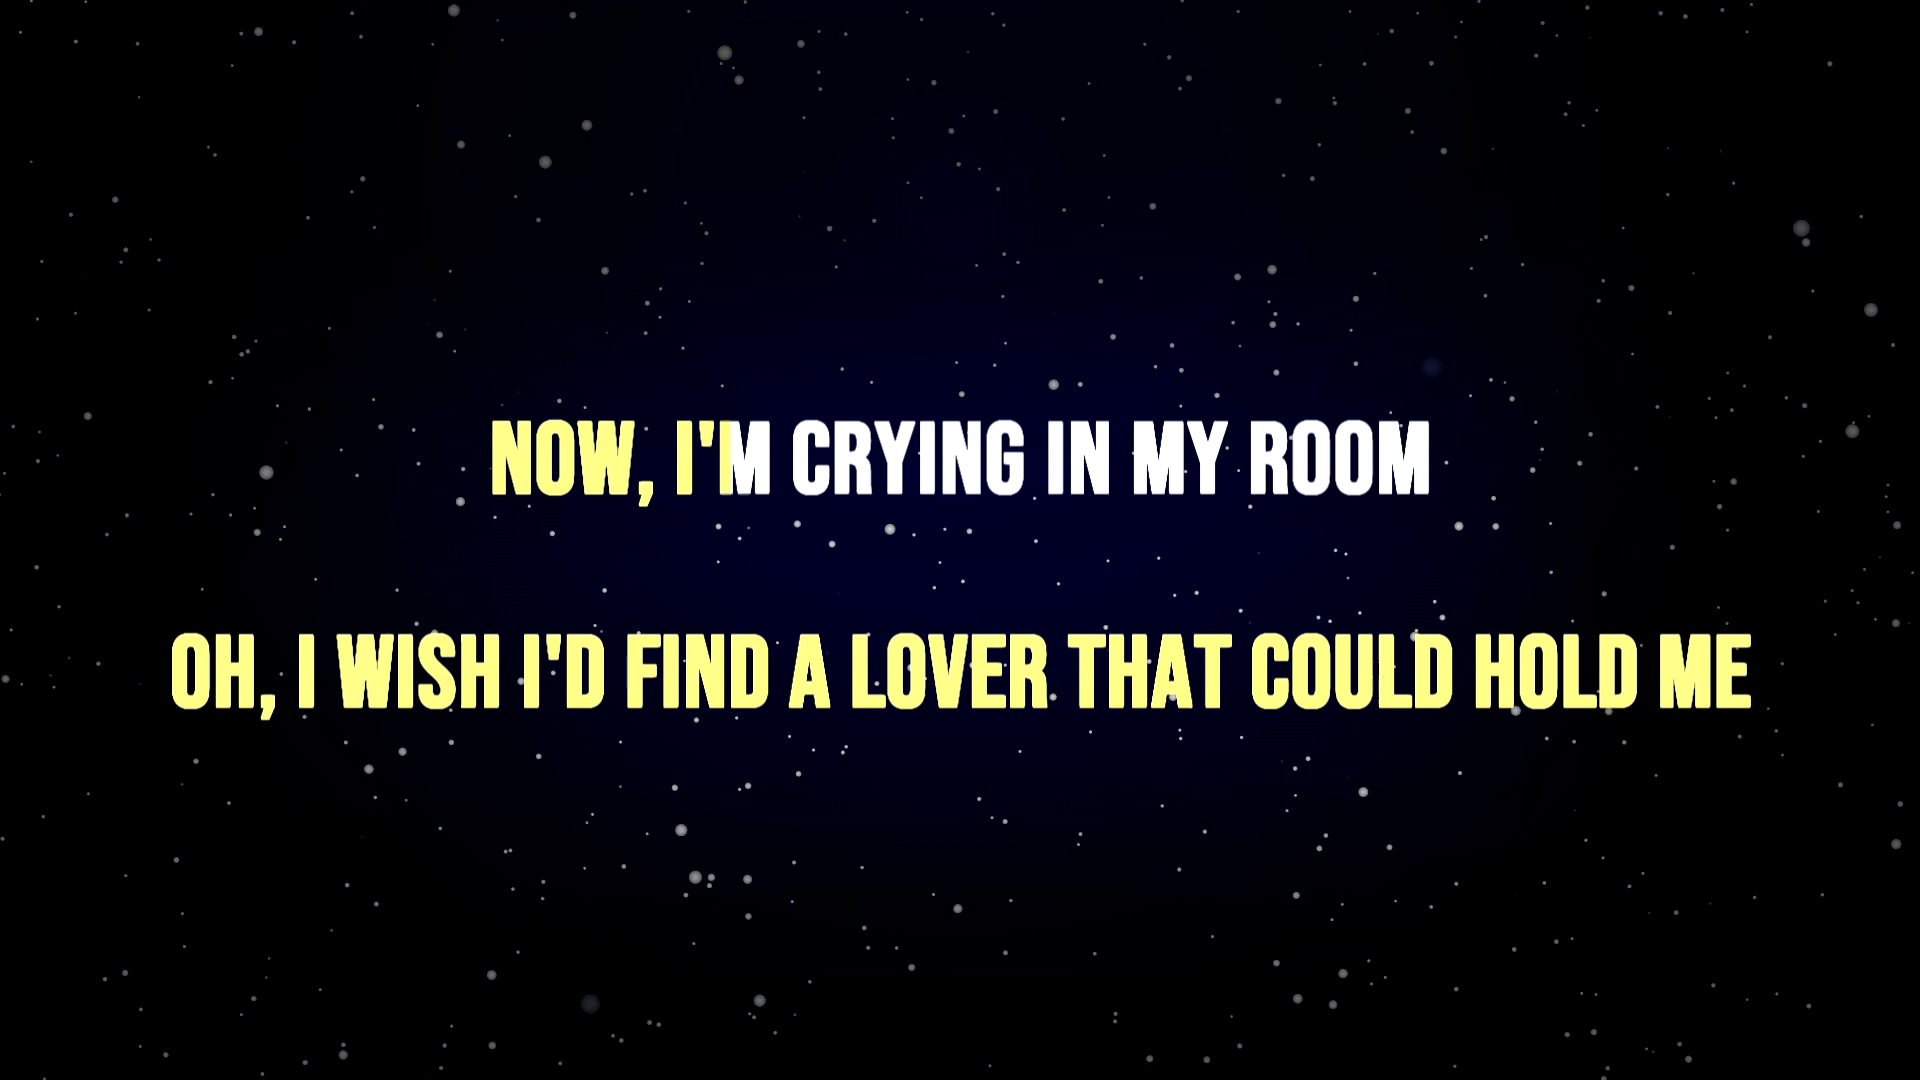 NOW, I'M CRYING IN MY ROOM
OH, I WISH I'D FIND A LOVER THAT COULD HOLD ME